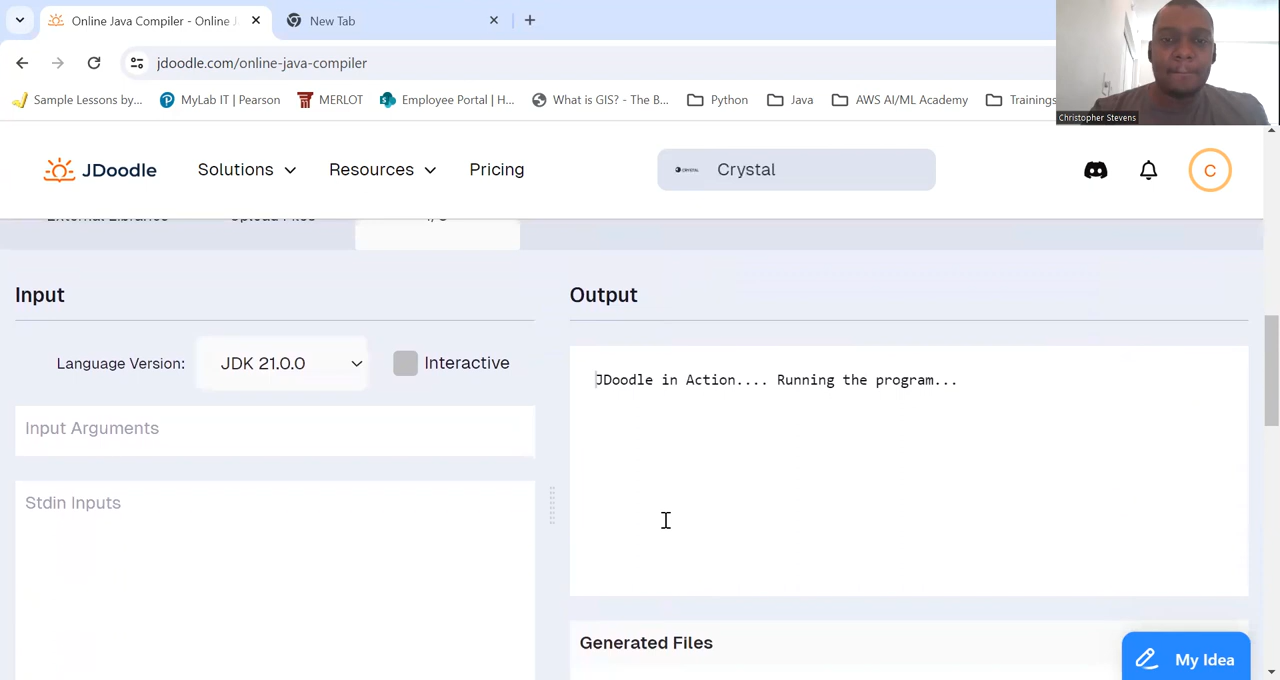 Online Java Compiler - Online J
New Tab
jdoodle.com/online-java-compiler
Sample Lessons by...
MyLab IT | Pearson
MERLOT
Employee Portal | H...
What is GIS? - The B...
Python
Java
AWS AI/ML Academy
Trainings
Christopher Stevens
JDoodle
Solutions
Resources
Pricing
CRYSTAL
Crystal
C
Input
Output
Language Version:
JDK 21.0.0
Interactive
JDoodle in Action.... Running the program...
Input Arguments
Stdin Inputs
Generated Files
My Idea